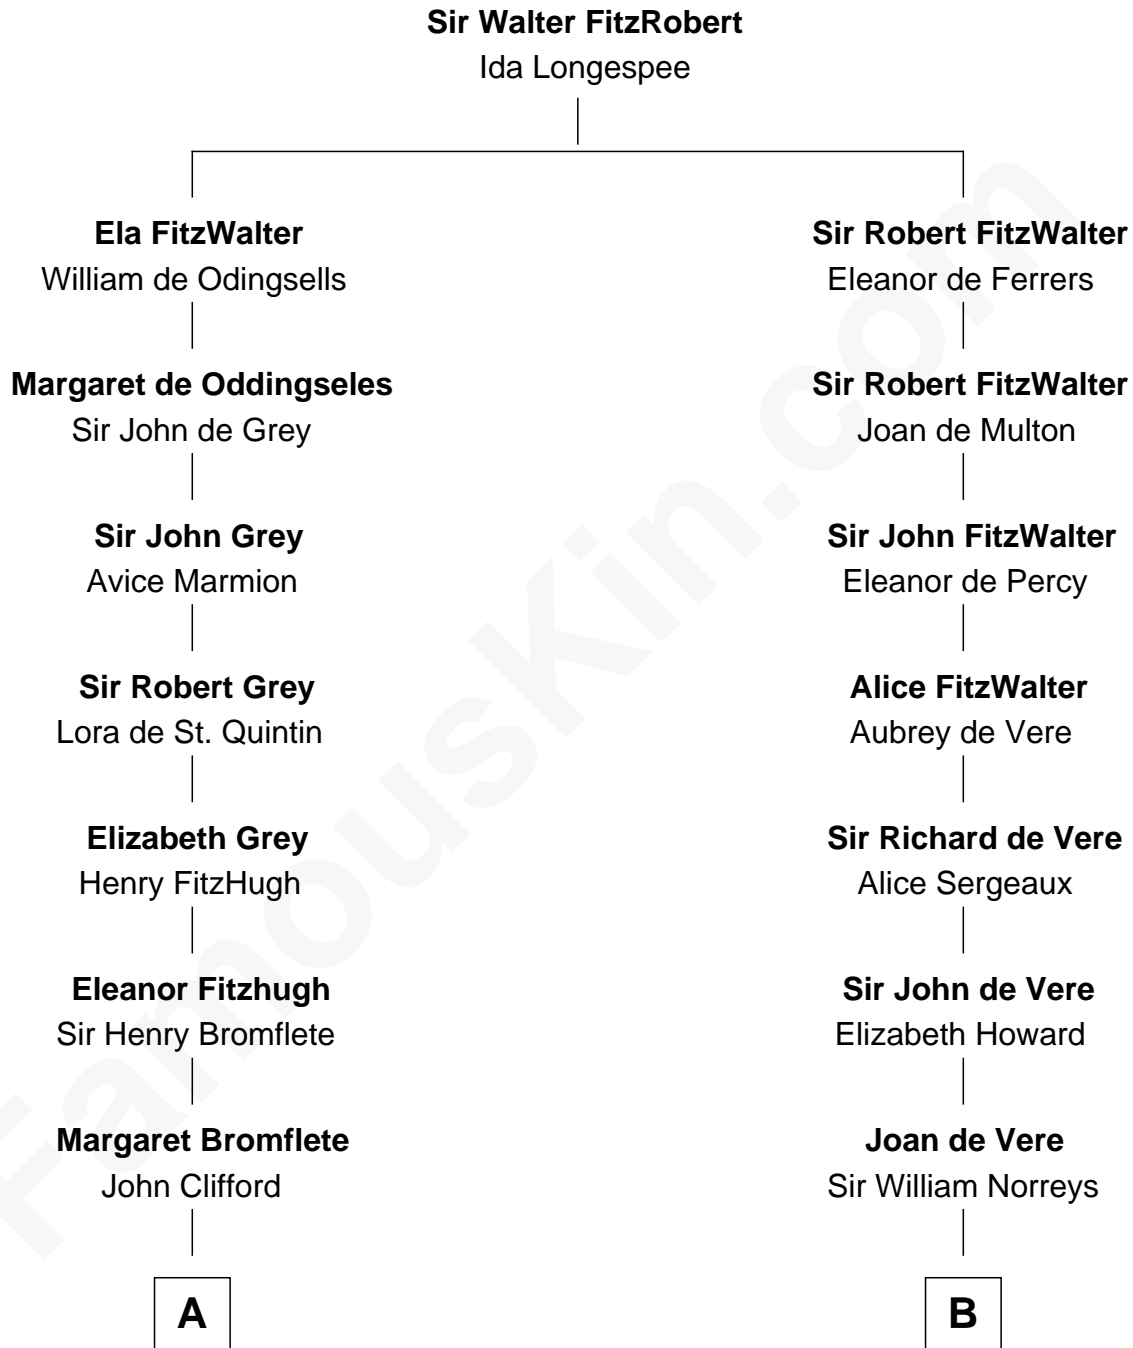 Sir Walter FitzRobert
Ida Longespee
Ela FitzWalter
William de Odingsells
Sir Robert FitzWalter
Eleanor de Ferrers
Margaret de Oddingseles
Sir John de Grey
Sir Robert FitzWalter
Joan de Multon
Sir John Grey
Avice Marmion
Sir John FitzWalter
Eleanor de Percy
Sir Robert Grey
Lora de St. Quintin
Alice FitzWalter
Aubrey de Vere
Elizabeth Grey
Henry FitzHugh
Sir Richard de Vere
Alice Sergeaux
Eleanor Fitzhugh
Sir Henry Bromflete
Sir John de Vere
Elizabeth Howard
Margaret Bromflete
John Clifford
Joan de Vere
Sir William Norreys
A
B
FamousKin.com